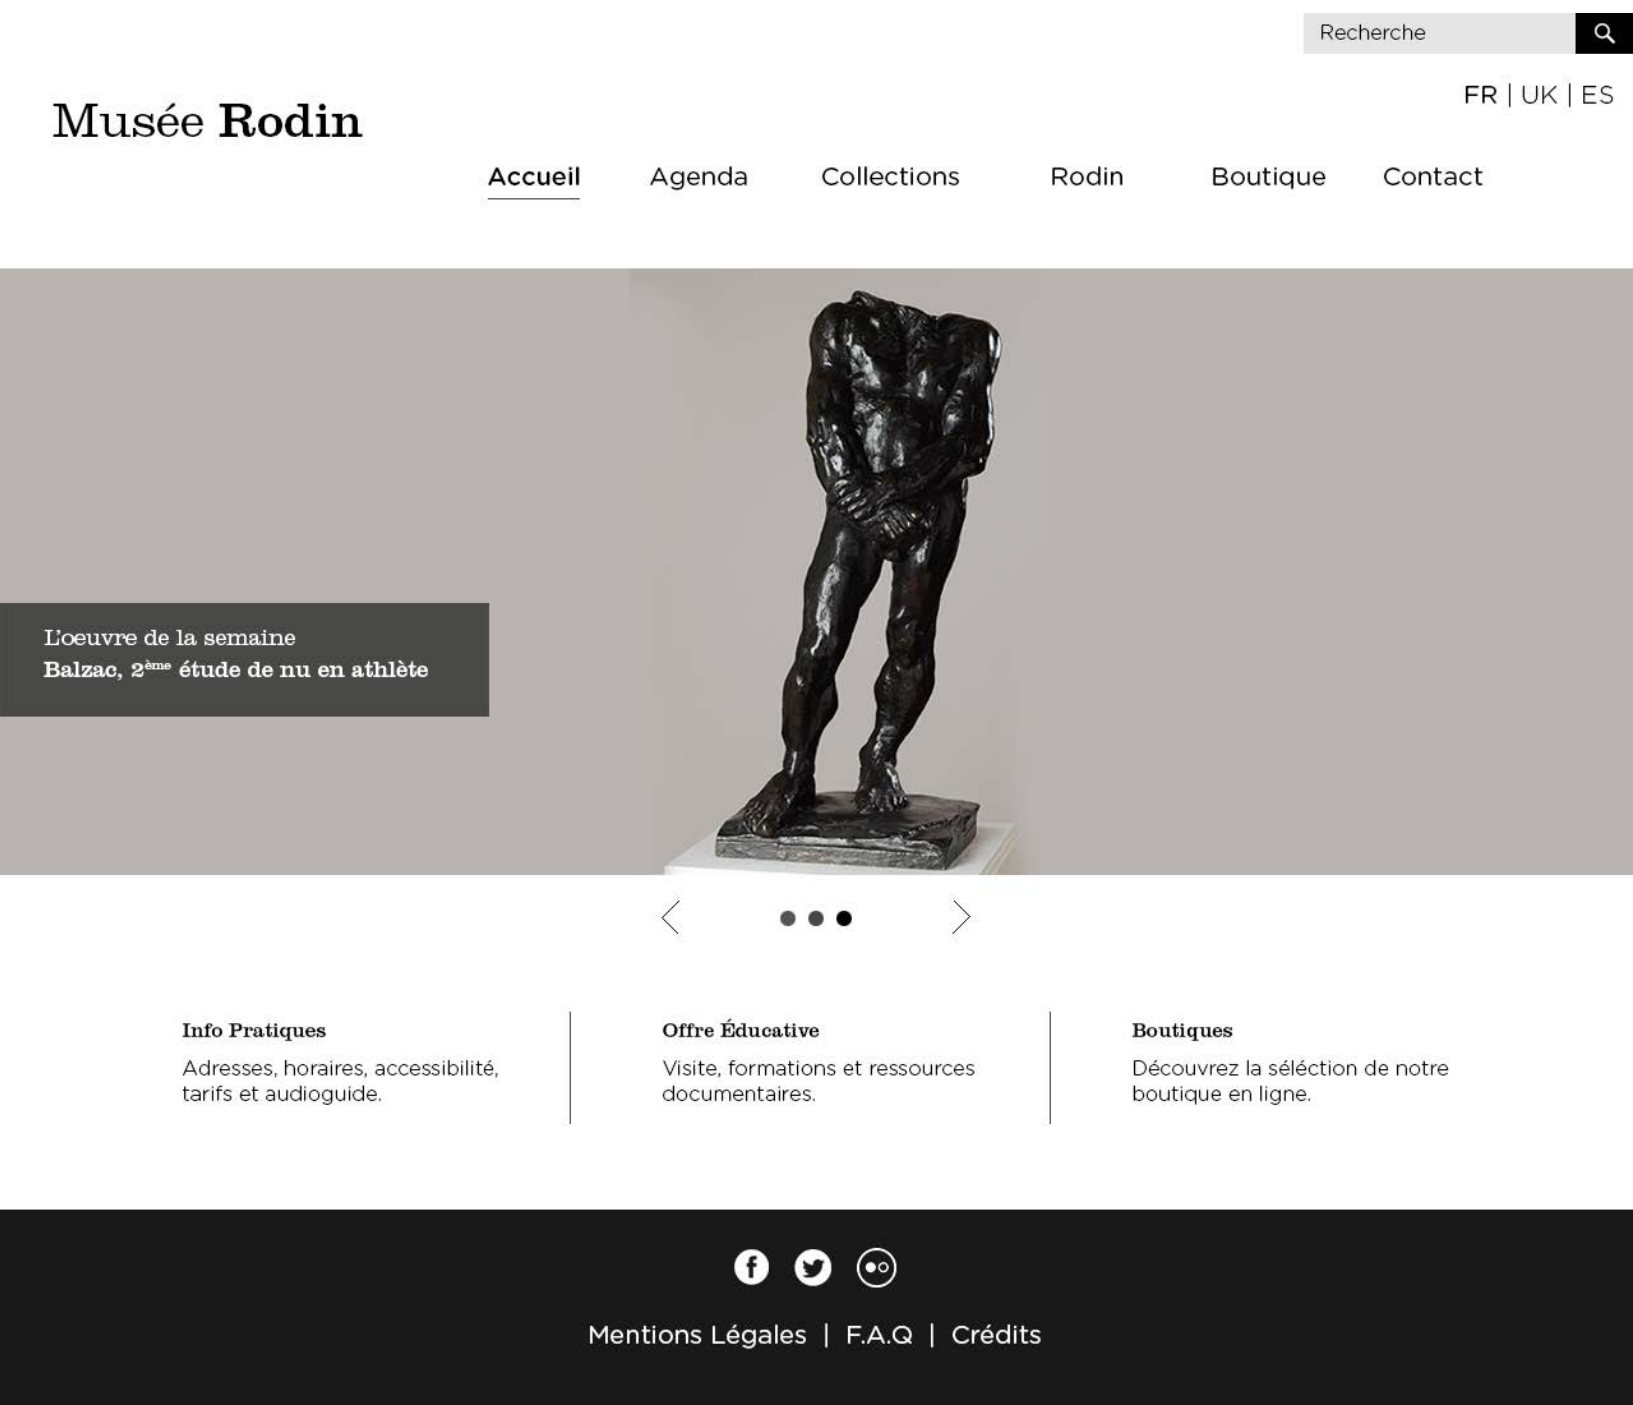 Recherche
FR | UK | ES
Musée Rodin
Accueil Agenda Collections Rodin Boutique Contact
L'oeuvre de la semaine
Balzac, 2ème étude de nu en athlète
Info Pratiques
Adresses, horaires, accessibilité,
tarifs et audioguide.
Offre Éducative
Visite, formations et ressources
documentaires.
Boutiques
Découvrez la séléction de notre
boutique en ligne.
Mentions Légales | F.A.Q | Crédits